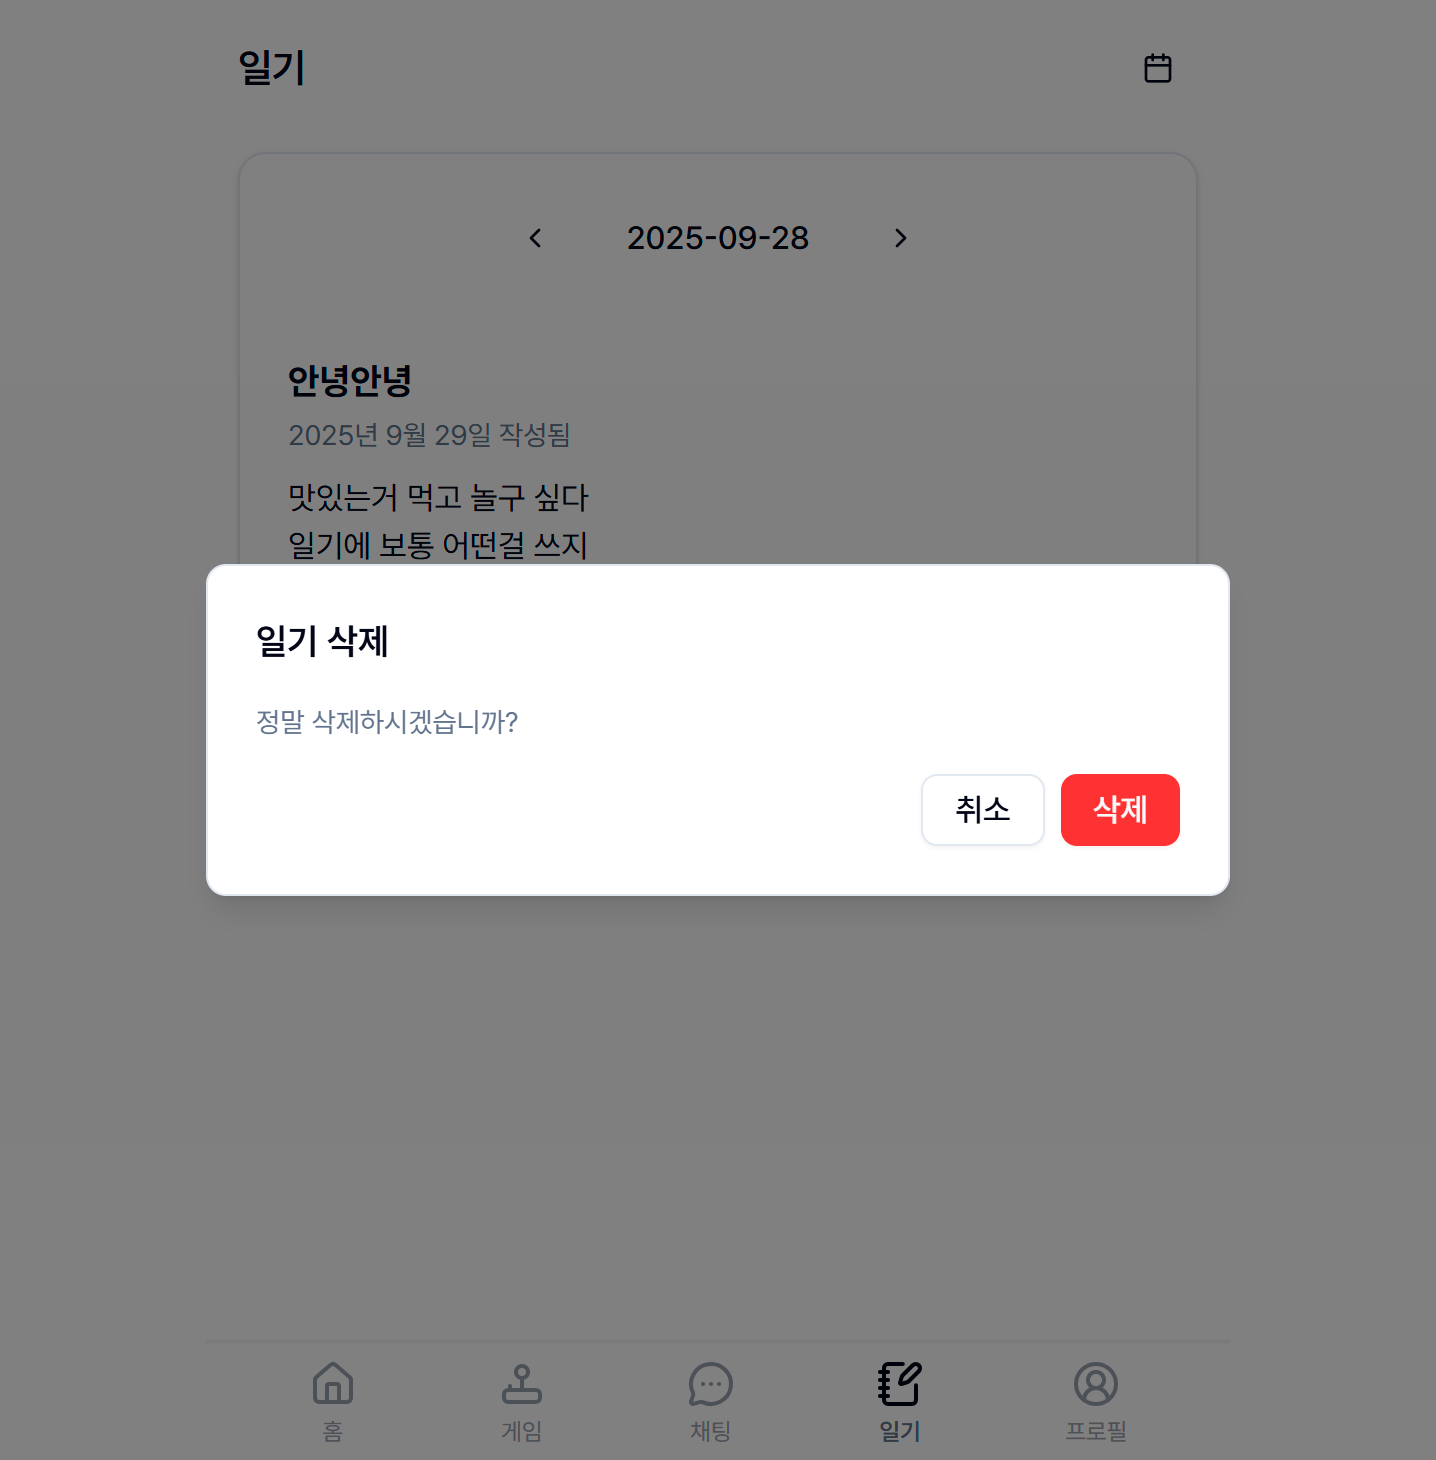 일기
2025-09-28
안녕안녕
2025년 9월 29일 작성됨
맛있는거 먹고 놀구 싶다
일기에 보통 어떤걸 쓰지
일기 삭제
정말 삭제하시겠습니까?
취소 삭제
홈 게임 채팅 일기 프로필